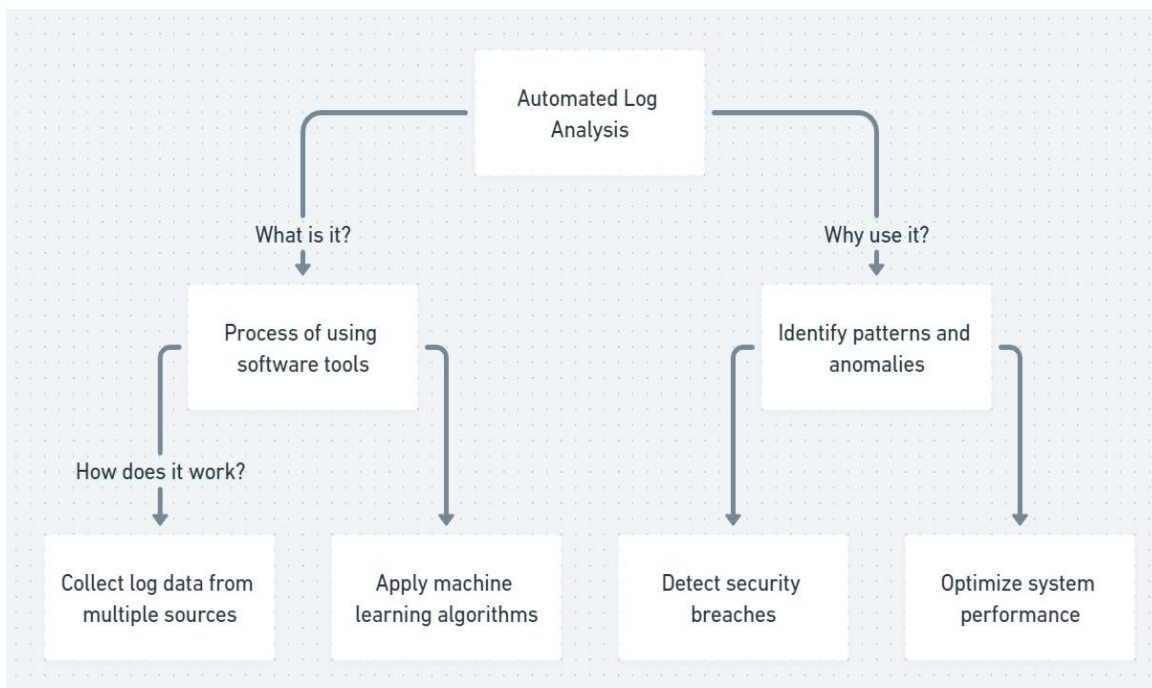 Automated Log
Analysis
What is it?
Why use it?
Process of using
software tools
Identify patterns and
anomalies
How does it work?
Collect log data from
multiple sources
Apply machine
learning algorithms
Detect security
breaches
Optimize system
performance